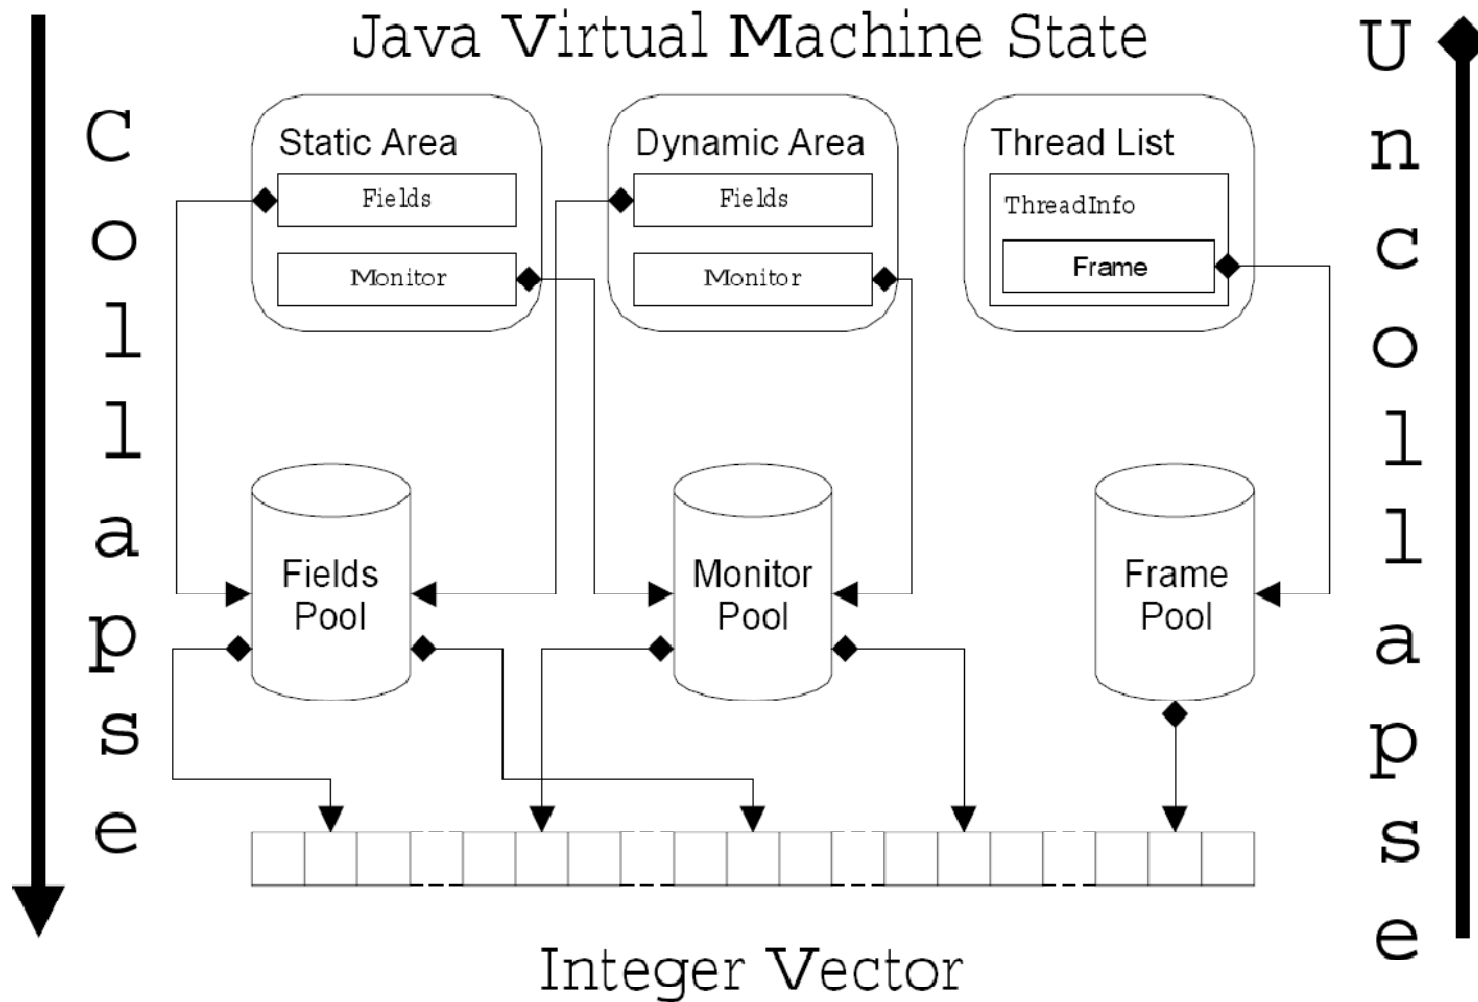 Java Virtual Machine State
Collapse
Uncollapse
Static Area
Fields
Monitor
Dynamic Area
Fields
Monitor
Thread List
ThreadInfo
Frame
Fields
Pool
Monitor
Pool
Frame
Pool
Integer Vector